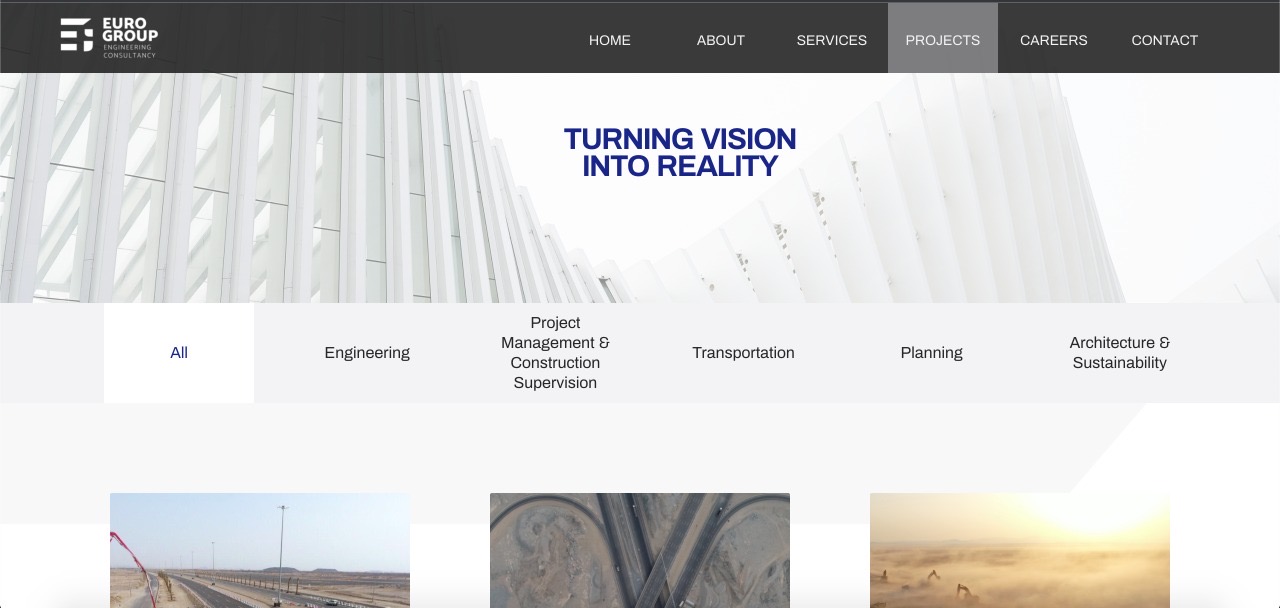 EURO
GROUP
ENGINEERING
CONSULTANCY
HOME ABOUT SERVICES PROJECTS CAREERS CONTACT
TURNING VISION
INTO REALITY
All
Engineering
Project
Management &
Construction
Supervision
Transportation
Planning
Architecture &
Sustainability